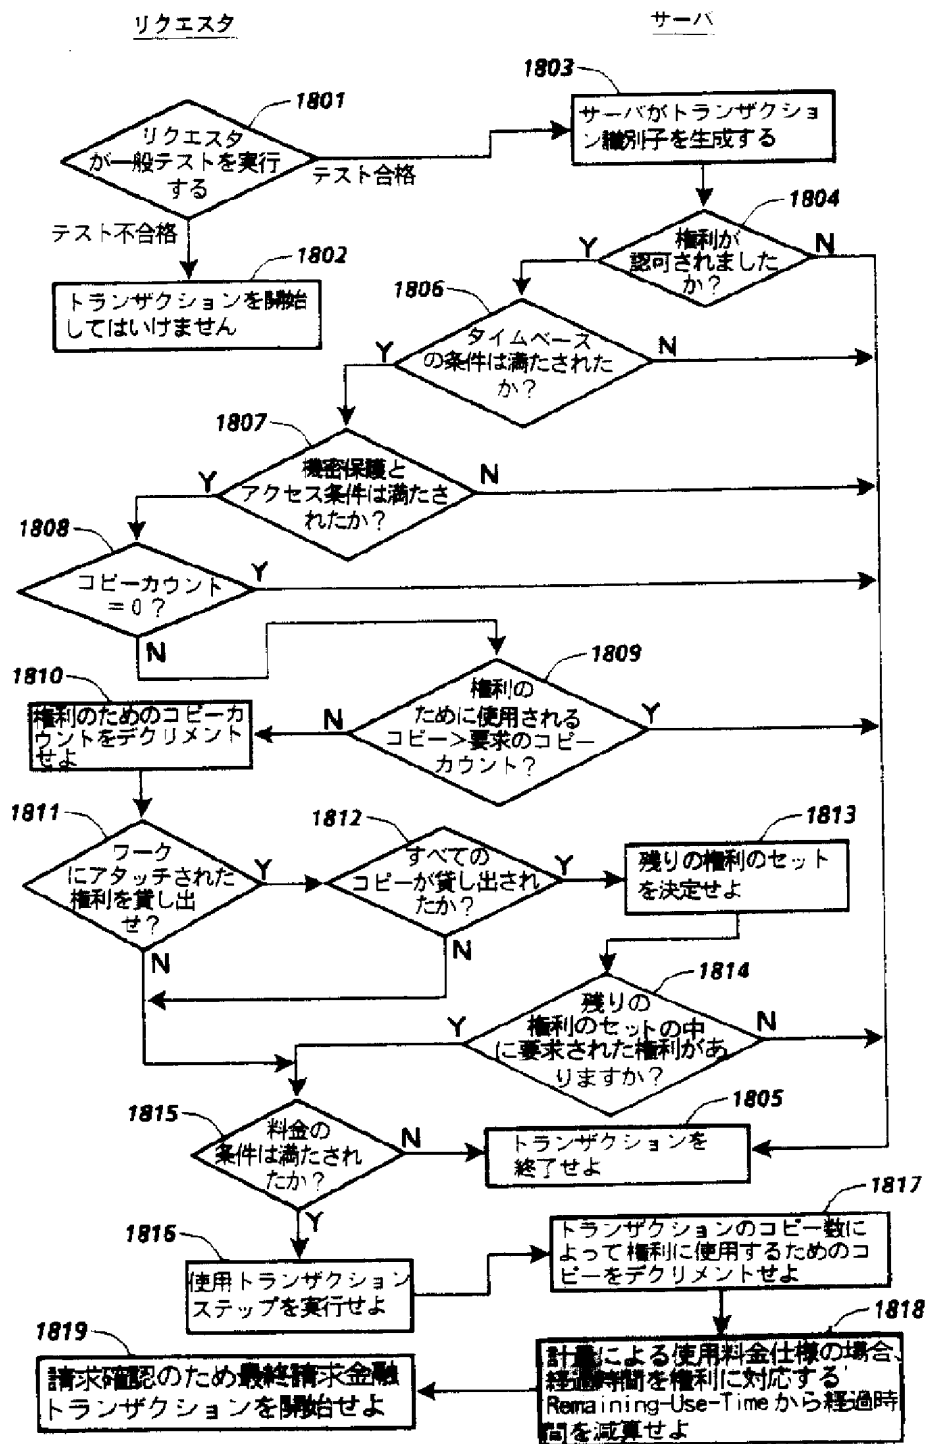 リクエスタ
サーバ
1801
リクエスタ
が一般テストを実行
する
テスト合格
テスト不合格
1802
トランザクションを開始
してはいけません
1803
サーバがトランザクショ
ン識別子を生成する
1804
権利が
認可されました
か?
Y
N
1806
タイムベース
の条件は満たされた
か?
Y
N
1807
機密保護と
アクセス条件は満たさ
れたか?
Y
N
1808
コピーカウント
=0?
Y
N
1809
権利の
ために使用される
コピー>要求のコピー
カウント?
N
Y
1810
権利のためのコピーカ
ウントをデクリメント
せよ
1811
ワーク
にアタッチされた
権利を貸し出
せ?
Y
N
1812
すべての
コピーが貸し出され
たか?
Y
N
1813
残りの権利のセット
を決定せよ
1814
残りの
権利のセットの中
に要求された権利があ
りますか?
Y
N
1815
料金の
条件は満たされ
たか?
N
Y
1805
トランザクションを
終了せよ
1816
使用トランザクション
ステップを実行せよ
1817
トランザクションのコピー数に
よって権利に使用するためのコ
ピーをデクリメントせよ
1818
計量による使用料金仕様の場合、
経過時間を権利に対応する
Remaining-Use-Timeから経過時
間を減算せよ
1819
請求確認のため最終請求金融
トランザクションを開始せよ